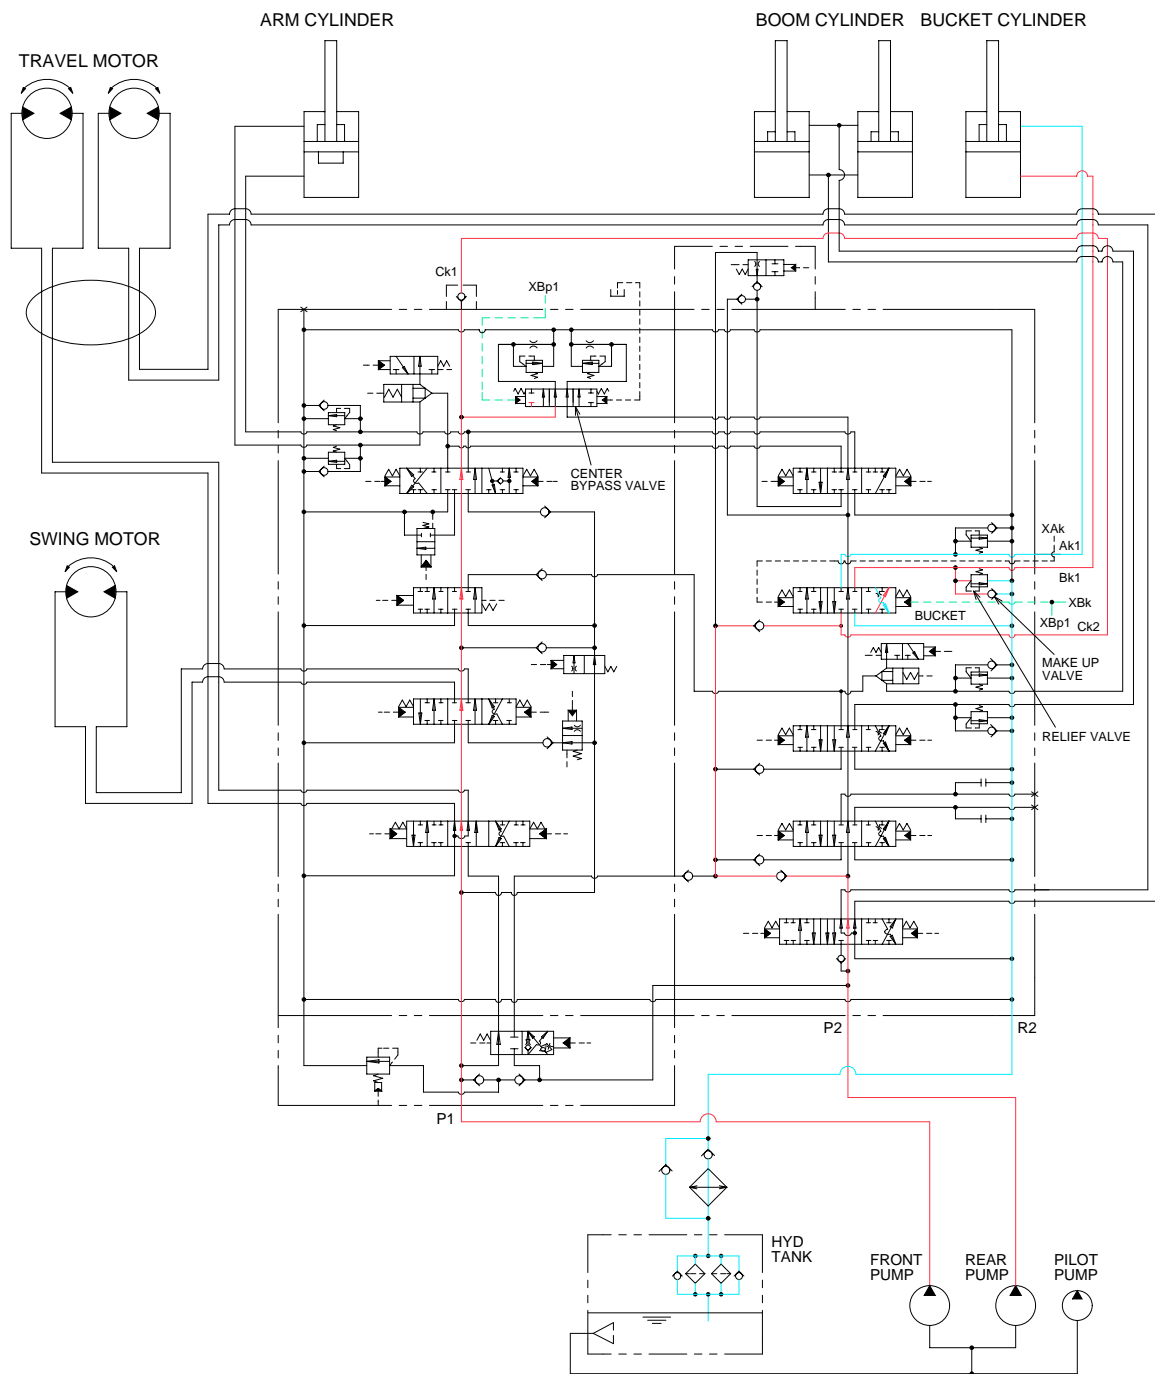 ARM CYLINDER
BOOM CYLINDER
BUCKET CYLINDER
TRAVEL MOTOR
Ck1
XBp1
CENTER
BYPASS VALVE
SWING MOTOR
XAk
Ak1
Bk1
XBk
BUCKET
XBp1
Ck2
MAKE UP
VALVE
RELIEF VALVE
P2
R2
P1
HYD
TANK
FRONT
PUMP
REAR
PUMP
PILOT
PUMP